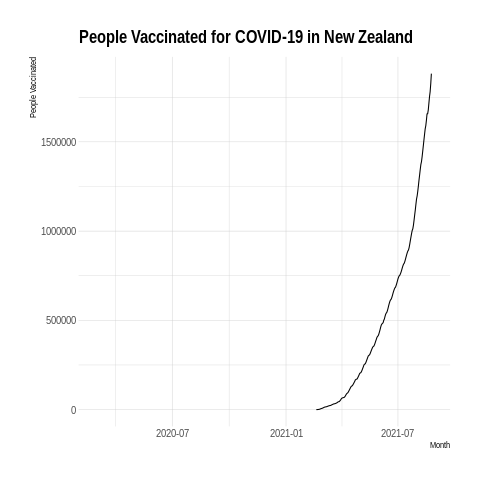 People Vaccinated for COVID-19 in New Zealand
People Vaccinated
1500000
1000000
500000
0
2020-07 2021-01 2021-07
Month